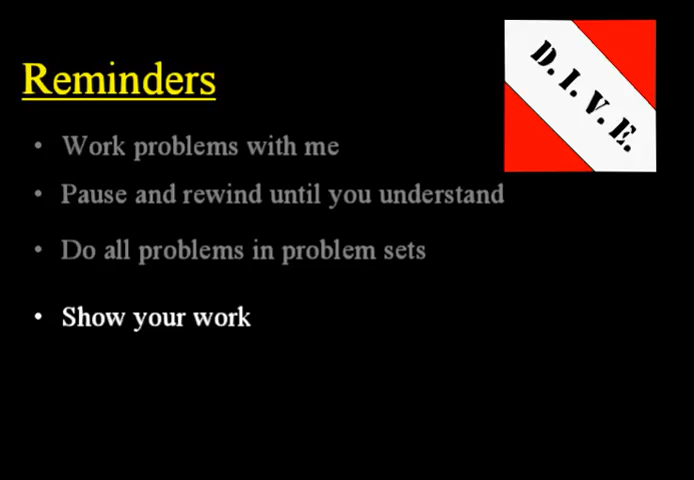 Reminders
D. I. V. E.
• Work problems with me
• Pause and rewind until you understand
• Do all problems in problem sets
• Show your work